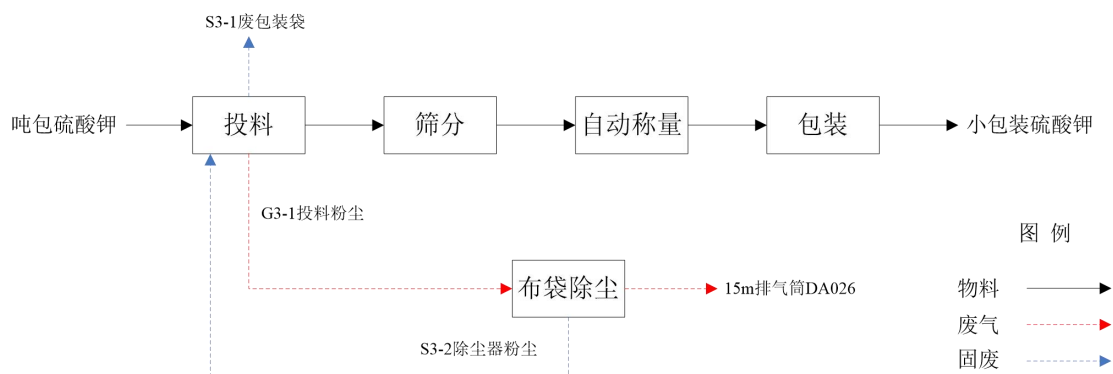 S3-1废包装袋
吨包硫酸钾
投料
筛分
自动称量
包装
小包装硫酸钾
G3-1投料粉尘
图 例
布袋除尘
15m排气筒DA026
物料
废气
S3-2除尘器粉尘
固废